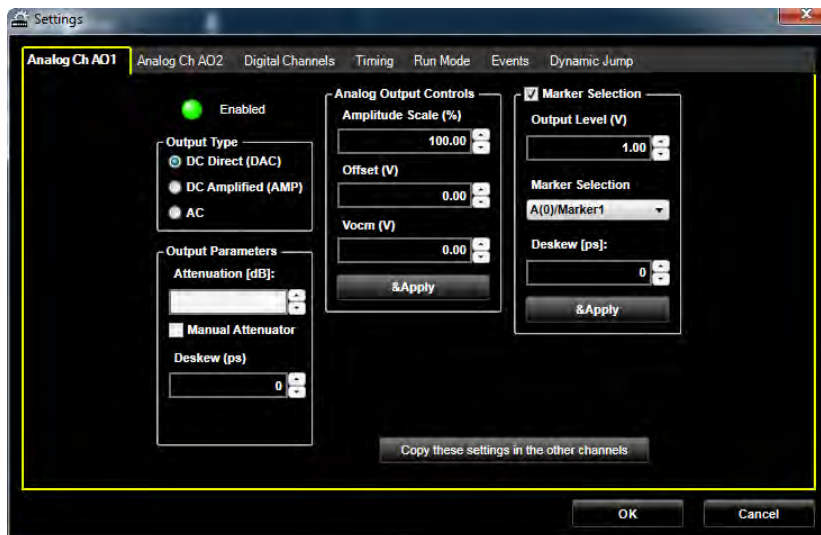 Settings
Analog Ch AO1 Analog Ch AO2 Digital Channels Timing Run Mode Events Dynamic Jump
Enabled
Output Type
DC Direct (DAC)
DC Amplified (AMP)
AC
Output Parameters
Attenuation [dB]:
Manual Attenuator
Deskew (ps)
0
Analog Output Controls
Amplitude Scale (%)
100.00
Offset (V)
0.00
Vocm (V)
0.00
&Apply
Marker Selection
Output Level (V)
1.00
Marker Selection
A(0)/Marker1
Deskew [ps]:
0
&Apply
Copy these settings in the other channels
OK Cancel